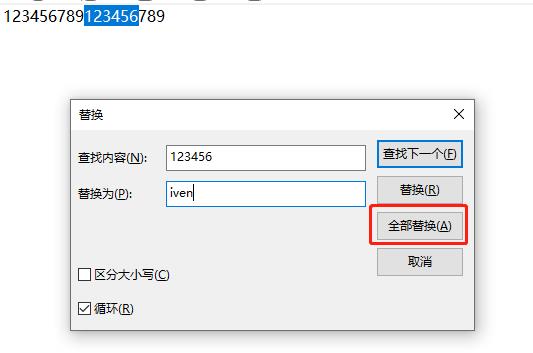 123456789123456789
替换
查找内容(N): 123456 查找下一个(F)
替换为(P): iven 替换(R)
全部替换(A)
取消
区分大小写(C)
循环(R)